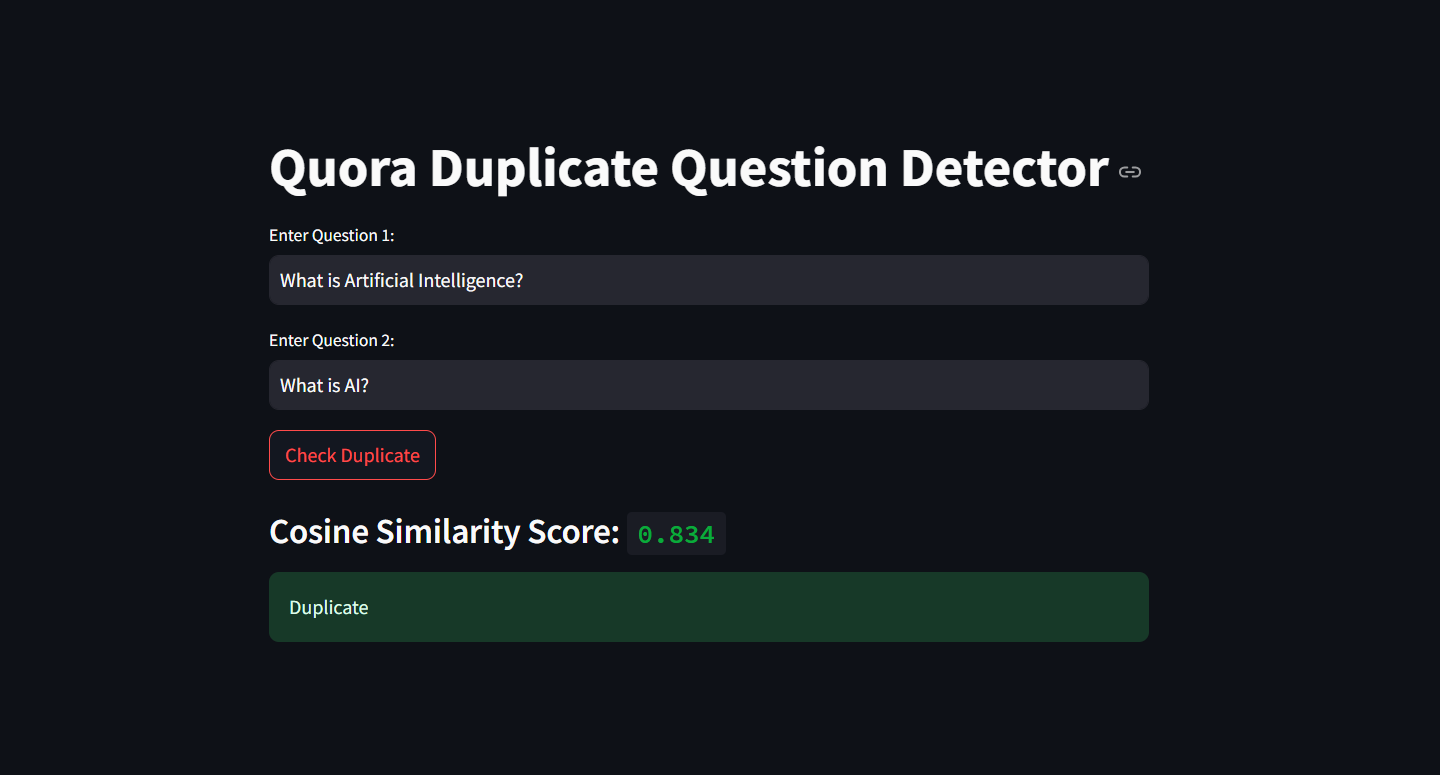 Quora Duplicate Question Detector
Enter Question 1:
What is Artificial Intelligence?
Enter Question 2:
What is AI?
Check Duplicate
Cosine Similarity Score: 0.834
Duplicate